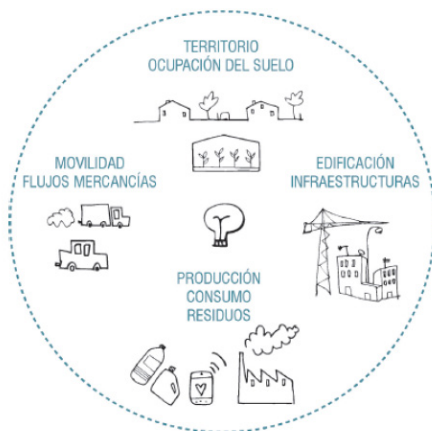 TERRITORIO
OCUPACIÓN DEL SUELO
MOVILIDAD
FLUJOS MERCANCÍAS
EDIFICACIÓN
INFRAESTRUCTURAS
PRODUCCIÓN
CONSUMO
RESIDUOS